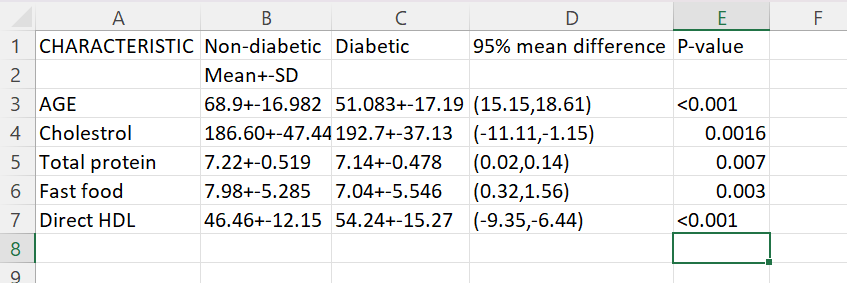 A B C D E F
1 CHARACTERISTIC Non-diabetic Diabetic 95% mean difference P-value
2 Mean+-SD
3 AGE 68.9+-16.982 51.083+-17.19 (15.15,18.61) <0.001
4 Cholestrol 186.60+-47.44 192.7+-37.13 (-11.11,-1.15) 0.0016
5 Total protein 7.22+-0.519 7.14+-0.478 (0.02,0.14) 0.007
6 Fast food 7.98+-5.285 7.04+-5.546 (0.32,1.56) 0.003
7 Direct HDL 46.46+-12.15 54.24+-15.27 (-9.35,-6.44) <0.001
8
9